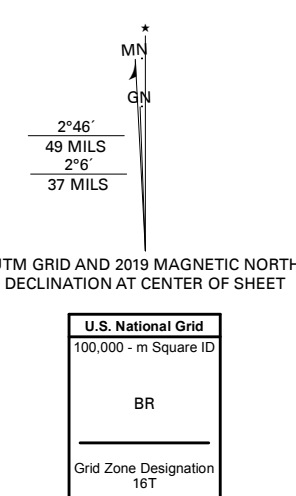 ★
MN
GN
2°46´
49 MILS
2°6´
37 MILS
UTM GRID AND 2019 MAGNETIC NORTH
DECLINATION AT CENTER OF SHEET
U.S. National Grid
100,000 - m Square ID
BR
Grid Zone Designation
16T